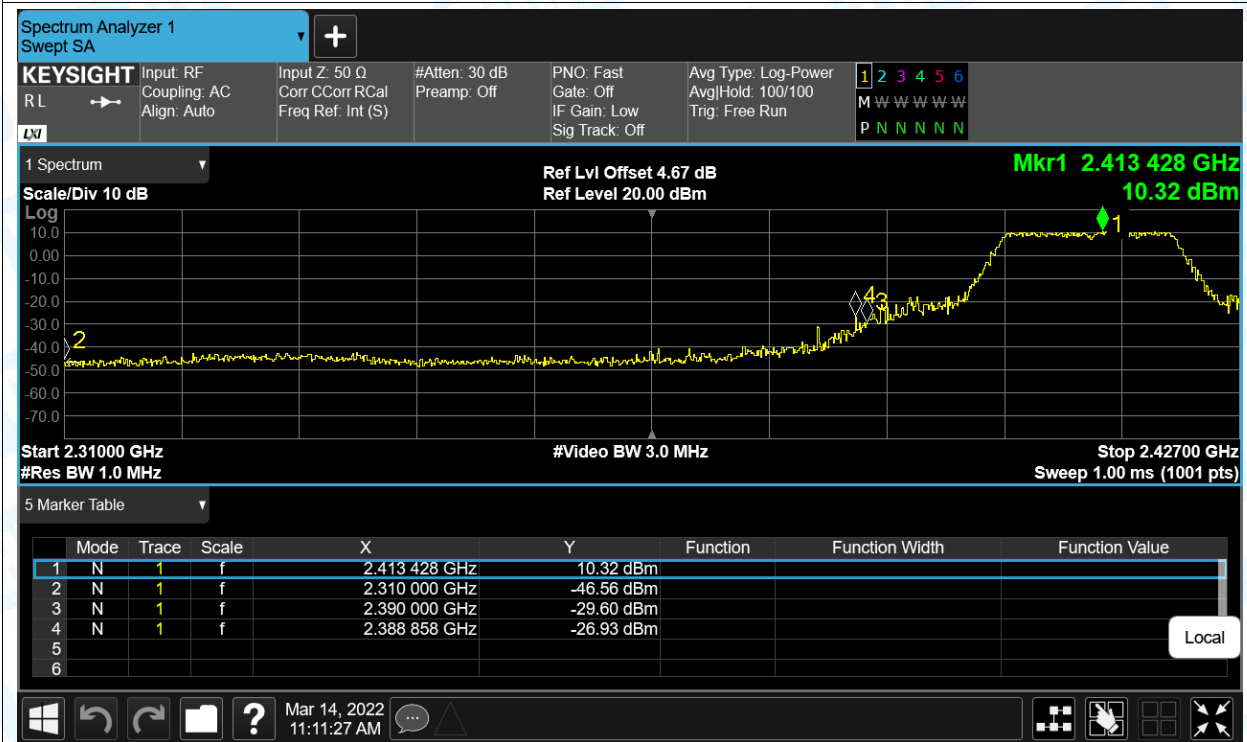 Spectrum Analyzer 1
Swept SA
KEYSIGHT
R L
LXI
Input: RF
Coupling: AC
Align: Auto
Input Z: 50 Ω
Corr CCorr RCal
Freq Ref: Int (S)
#Atten: 30 dB
Preamp: Off
PNO: Fast
Gate: Off
IF Gain: Low
Sig Track: Off
Avg Type: Log-Power
Avg|Hold: 100/100
Trig: Free Run
1 2 3 4 5 6
M W W W W W
P N N N N N
1 Spectrum
Scale/Div 10 dB
Ref Lvl Offset 4.67 dB
Ref Level 20.00 dBm
Mkr1 2.413 428 GHz
10.32 dBm
Log
10.0
0.00
-10.0
-20.0
-30.0
-40.0
-50.0
-60.0
-70.0
1
2
4
3
Start 2.31000 GHz
#Res BW 1.0 MHz
#Video BW 3.0 MHz
Stop 2.42700 GHz
Sweep 1.00 ms (1001 pts)
5 Marker Table
Mode Trace Scale X Y Function Function Width Function Value
1 N 1 f 2.413 428 GHz 10.32 dBm
2 N 1 f 2.310 000 GHz -46.56 dBm
3 N 1 f 2.390 000 GHz -29.60 dBm
4 N 1 f 2.388 858 GHz -26.93 dBm
5
6
Local
?
Mar 14, 2022
11:11:27 AM